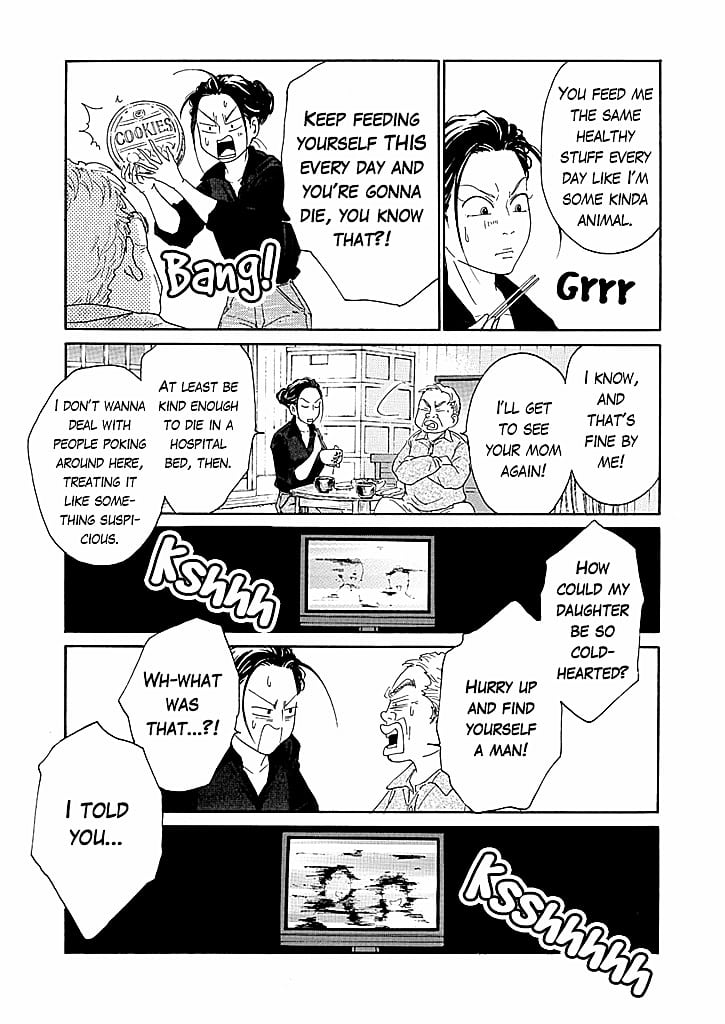 YOU FEED ME
THE SAME
HEALTHY
STUFF EVERY
DAY LIKE I'M
SOME KINDA
ANIMAL.
Grrr
KEEP FEEDING
YOURSELF THIS
EVERY DAY AND
YOU'RE GONNA
DIE, YOU KNOW
THAT?!
COOKIES
Bang!
I KNOW,
AND
THAT'S
FINE BY
ME!
I'LL GET
TO SEE
YOUR MOM
AGAIN!
AT LEAST BE
KIND ENOUGH
TO DIE IN A
HOSPITAL
BED, THEN.
I DON'T WANNA
DEAL WITH
PEOPLE POKING
AROUND HERE,
TREATING IT
LIKE SOME-
THING SUSPI-
CIOUS.
Kshhh
HOW
COULD MY
DAUGHTER
BE SO
COLD-
HEARTED?
HURRY UP
AND FIND
YOURSELF
A MAN!
WH-WHAT
WAS
THAT...?!
I TOLD
YOU...
Ksshhhhh